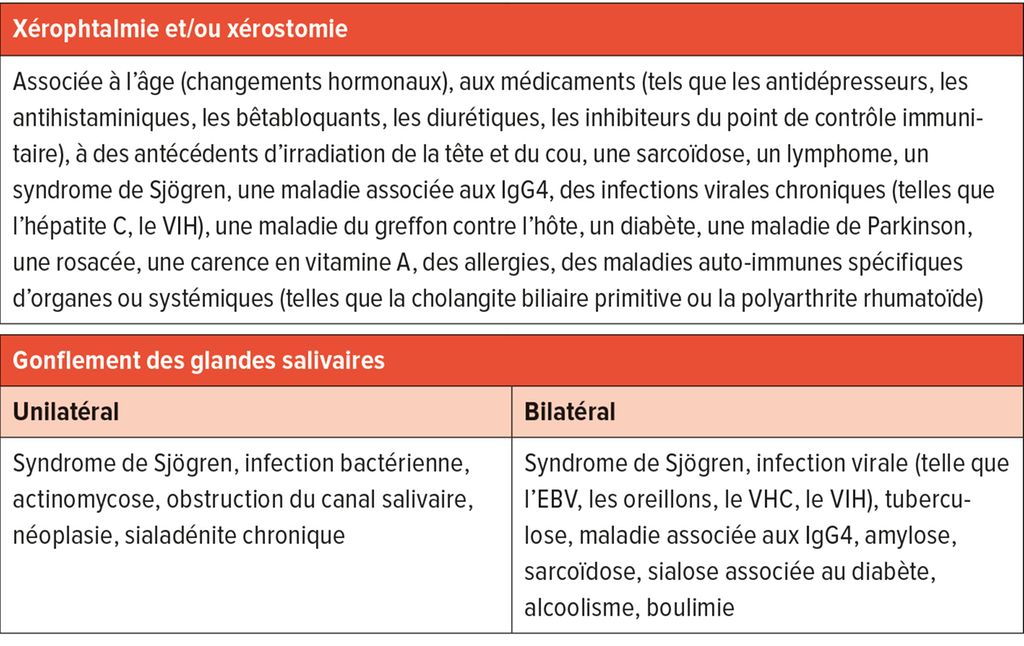 Xérophtalmie et/ou xérostomie
Associée à l’âge (changements hormonaux), aux médicaments (tels que les antidépresseurs, les
antihistaminiques, les bêtabloquants, les diurétiques, les inhibiteurs du point de contrôle immuni-
taire), à des antécédents d’irradiation de la tête et du cou, une sarcoïdose, un lymphome, un
syndrome de Sjögren, une maladie associée aux IgG4, des infections virales chroniques (telles que
l’hépatite C, le VIH), une maladie du greffon contre l’hôte, un diabète, une maladie de Parkinson,
une rosacée, une carence en vitamine A, des allergies, des maladies auto-immunes spécifiques
d’organes ou systémiques (telles que la cholangite biliaire primitive ou la polyarthrite rhumatoïde)
Gonflement des glandes salivaires
Unilatéral
Syndrome de Sjögren, infection bactérienne,
actinomycose, obstruction du canal salivaire,
néoplasie, sialadénite chronique
Bilatéral
Syndrome de Sjögren, infection virale (telle que
l’EBV, les oreillons, le VHC, le VIH), tubercu-
lose, maladie associée aux IgG4, amylose,
sarcoïdose, sialose associée au diabète,
alcoolisme, boulimie